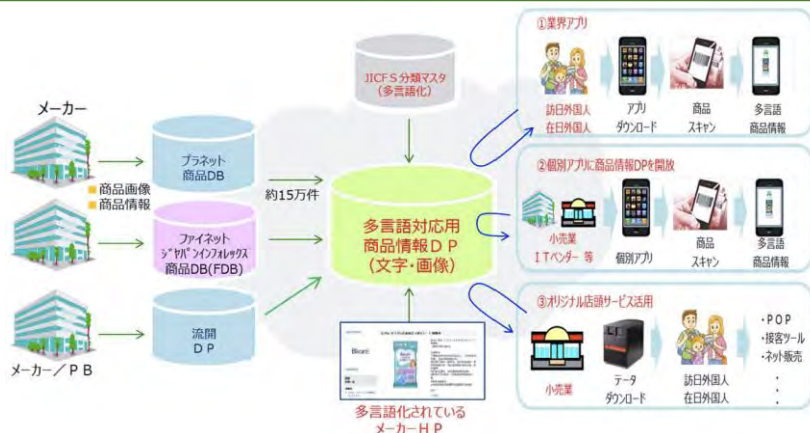 メーカー
商品画像
商品情報
メーカー/PB
プラネット
商品DB
ファイネット
ジャパンインフォレックス
商品DB(FDB)
流開
DP
約15万件
JICFS分類マスタ
(多言語化)
多言語対応用
商品情報DP
(文字・画像)
Bioré
多言語化されている
メーカーHP
①業界アプリ
訪日外国人
在日外国人
アプリ
ダウンロード
商品
スキャン
多言語
商品情報
②個別アプリに商品情報DPを開放
小売業
ITベンダー 等
個別アプリ
商品
スキャン
多言語
商品情報
③オリジナル店頭サービス活用
小売業
データ
ダウンロード
訪日外国人
在日外国人
・POP
・接客ツール
・ネット販売
・
・